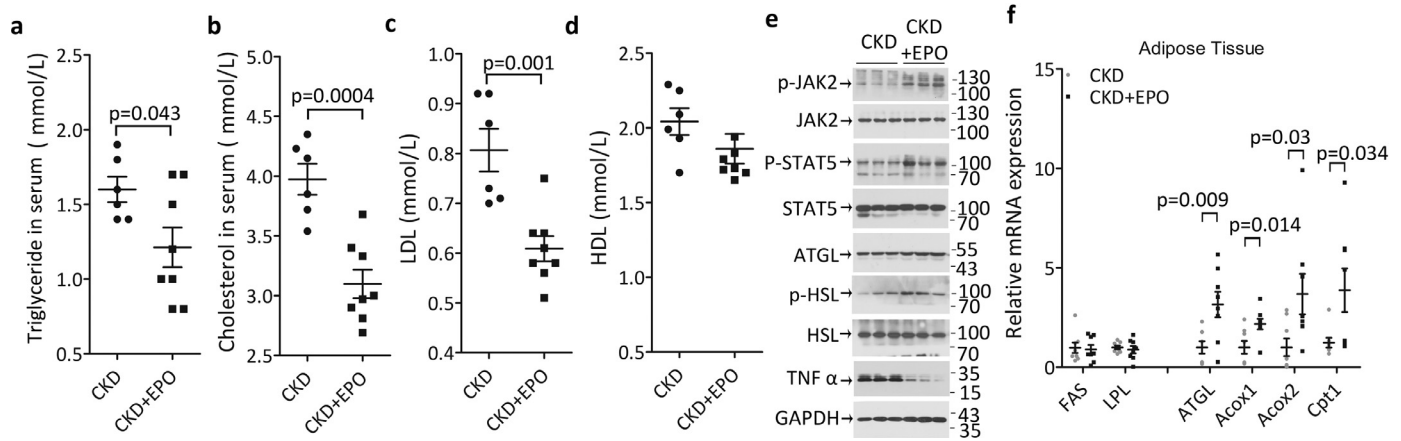 a
Triglyceride in serum ( mmol/L)
2.5
2.0
1.5
1.0
0.5
p=0.043
CKD
CKD+EPO
b
Cholesterol in serum ( mmol/L)
5.0
4.5
4.0
3.5
3.0
2.5
p=0.0004
CKD
CKD+EPO
c
LDL (mmol/L)
1.0
0.9
0.8
0.7
0.6
0.5
0.4
p=0.001
CKD
CKD+EPO
d
HDL (mmol/L)
2.5
2.0
1.5
1.0
0.5
CKD
CKD+EPO
e
CKD
CKD
+EPO
p-JAK2
-130
-100
JAK2
-130
-100
P-STAT5
-100
-70
STAT5
-100
-70
ATGL
-55
-43
p-HSL
-100
-70
HSL
-100
-70
TNF α
-35
-15
GAPDH
-43
-35
f
Adipose Tissue
Relative mRNA expression
15
10
5
0
CKD
CKD+EPO
p=0.009
p=0.014
p=0.03
p=0.034
FAS
LPL
ATGL
Acox1
Acox2
Cpt1